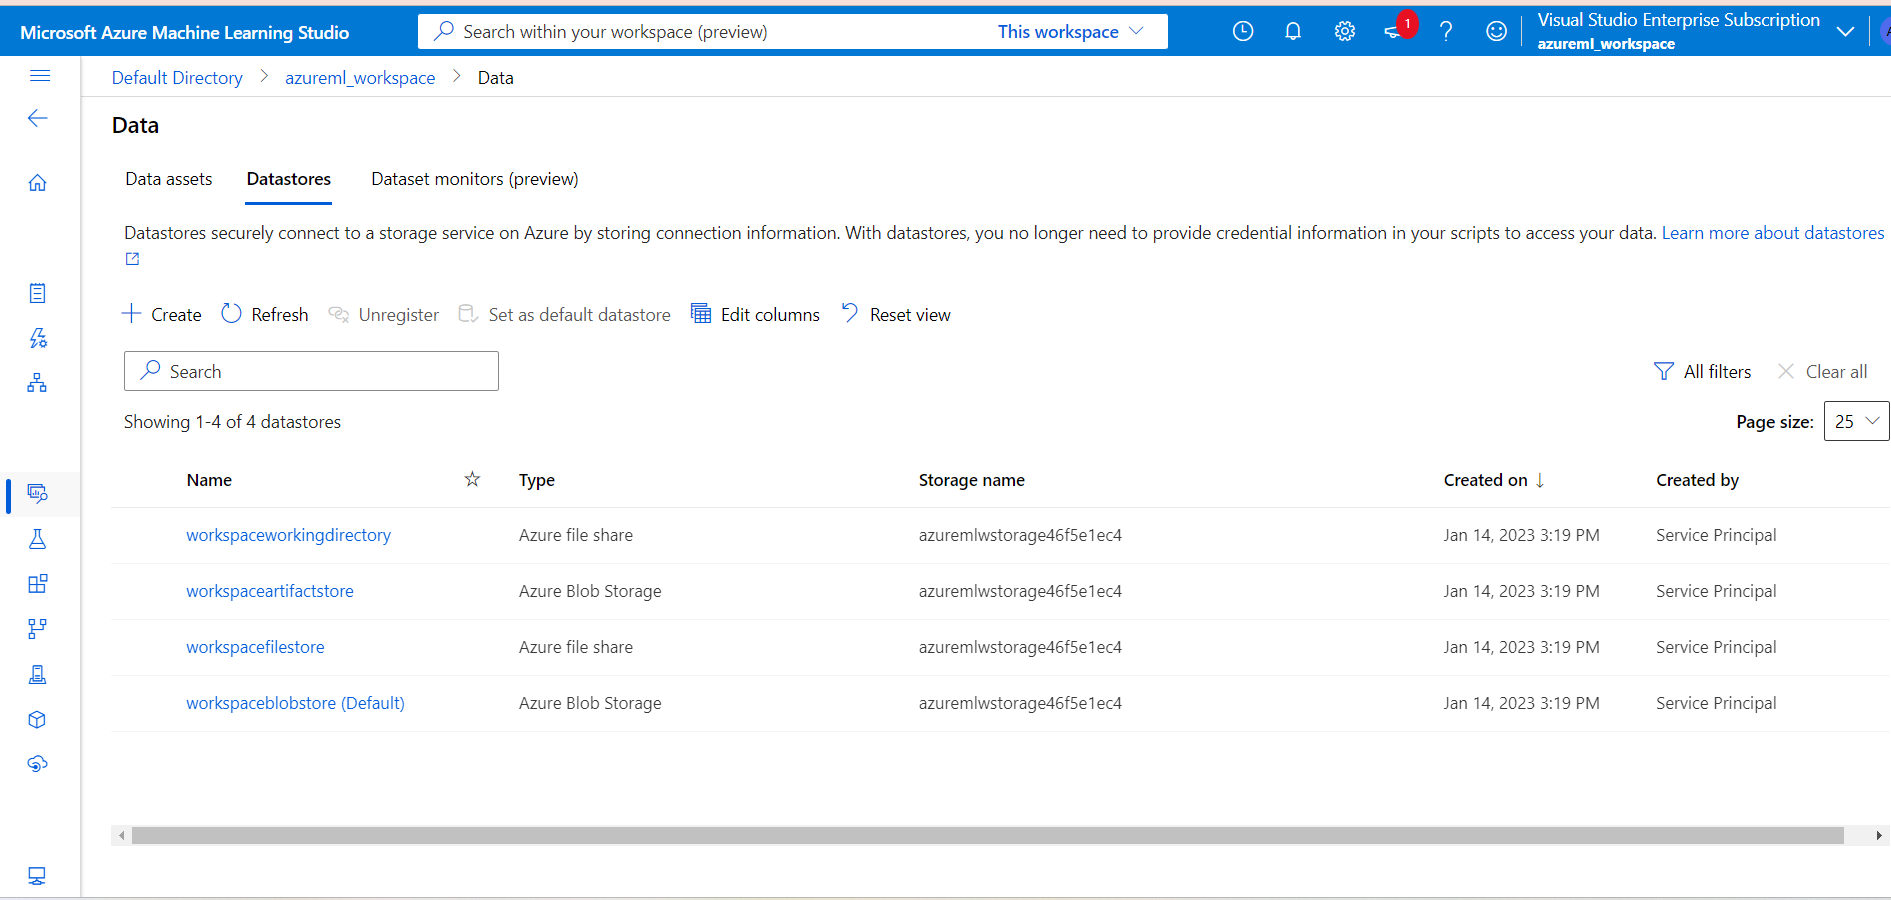 Microsoft Azure Machine Learning Studio
Search within your workspace (preview)
This workspace
1
Visual Studio Enterprise Subscription
azureml_workspace
A
Default Directory > azureml_workspace > Data
Data
Data assets Datastores Dataset monitors (preview)
Datastores securely connect to a storage service on Azure by storing connection information. With datastores, you no longer need to provide credential information in your scripts to access your data. Learn more about datastores
Create Refresh Unregister Set as default datastore Edit columns Reset view
Search
All filters Clear all
Showing 1-4 of 4 datastores
Page size: 25
Name Type Storage name Created on ↓ Created by
workspaceworkingdirectory Azure file share azuremlwstorage46f5e1ec4 Jan 14, 2023 3:19 PM Service Principal
workspaceartifactstore Azure Blob Storage azuremlwstorage46f5e1ec4 Jan 14, 2023 3:19 PM Service Principal
workspacefilestore Azure file share azuremlwstorage46f5e1ec4 Jan 14, 2023 3:19 PM Service Principal
workspaceblobstore (Default) Azure Blob Storage azuremlwstorage46f5e1ec4 Jan 14, 2023 3:19 PM Service Principal